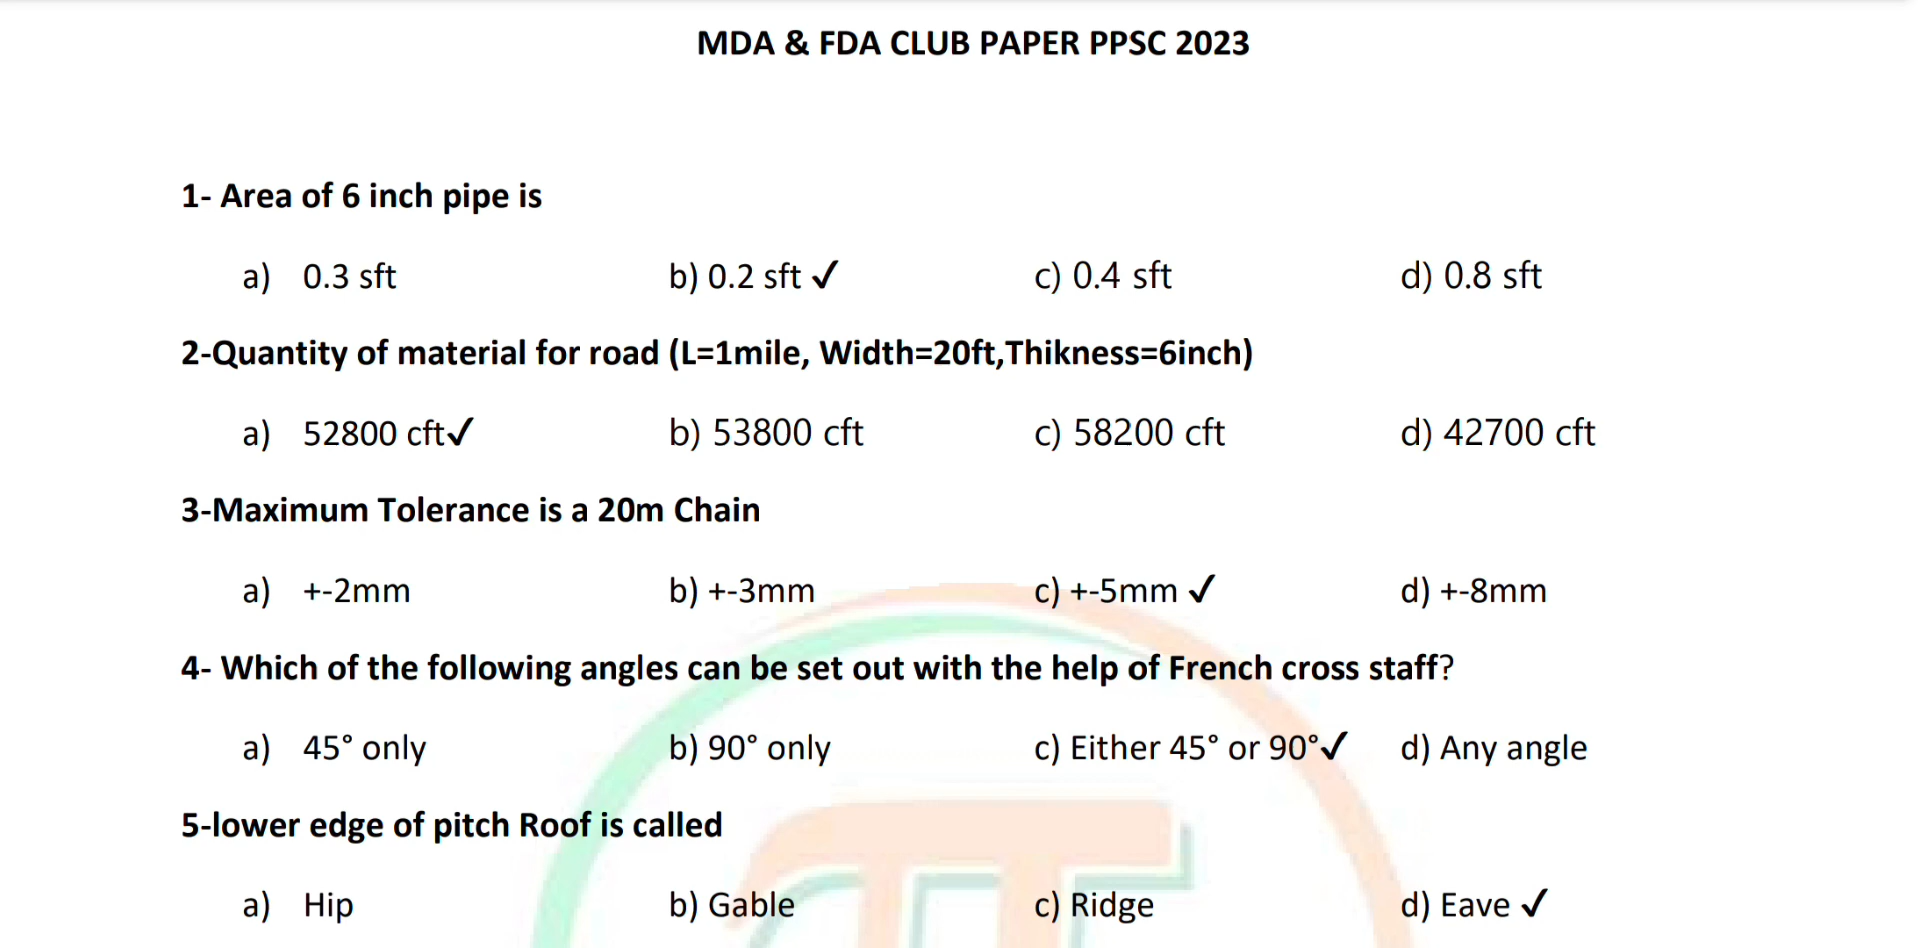 MDA & FDA CLUB PAPER PPSC 2023
1- Area of 6 inch pipe is
a) 0.3 sft b) 0.2 sft ✓ c) 0.4 sft d) 0.8 sft
2-Quantity of material for road (L=1mile, Width=20ft,Thikness=6inch)
a) 52800 cft✓ b) 53800 cft c) 58200 cft d) 42700 cft
3-Maximum Tolerance is a 20m Chain
a) +-2mm b) +-3mm c) +-5mm ✓ d) +-8mm
4- Which of the following angles can be set out with the help of French cross staff?
a) 45° only b) 90° only c) Either 45° or 90°✓ d) Any angle
5-lower edge of pitch Roof is called
a) Hip b) Gable c) Ridge d) Eave ✓